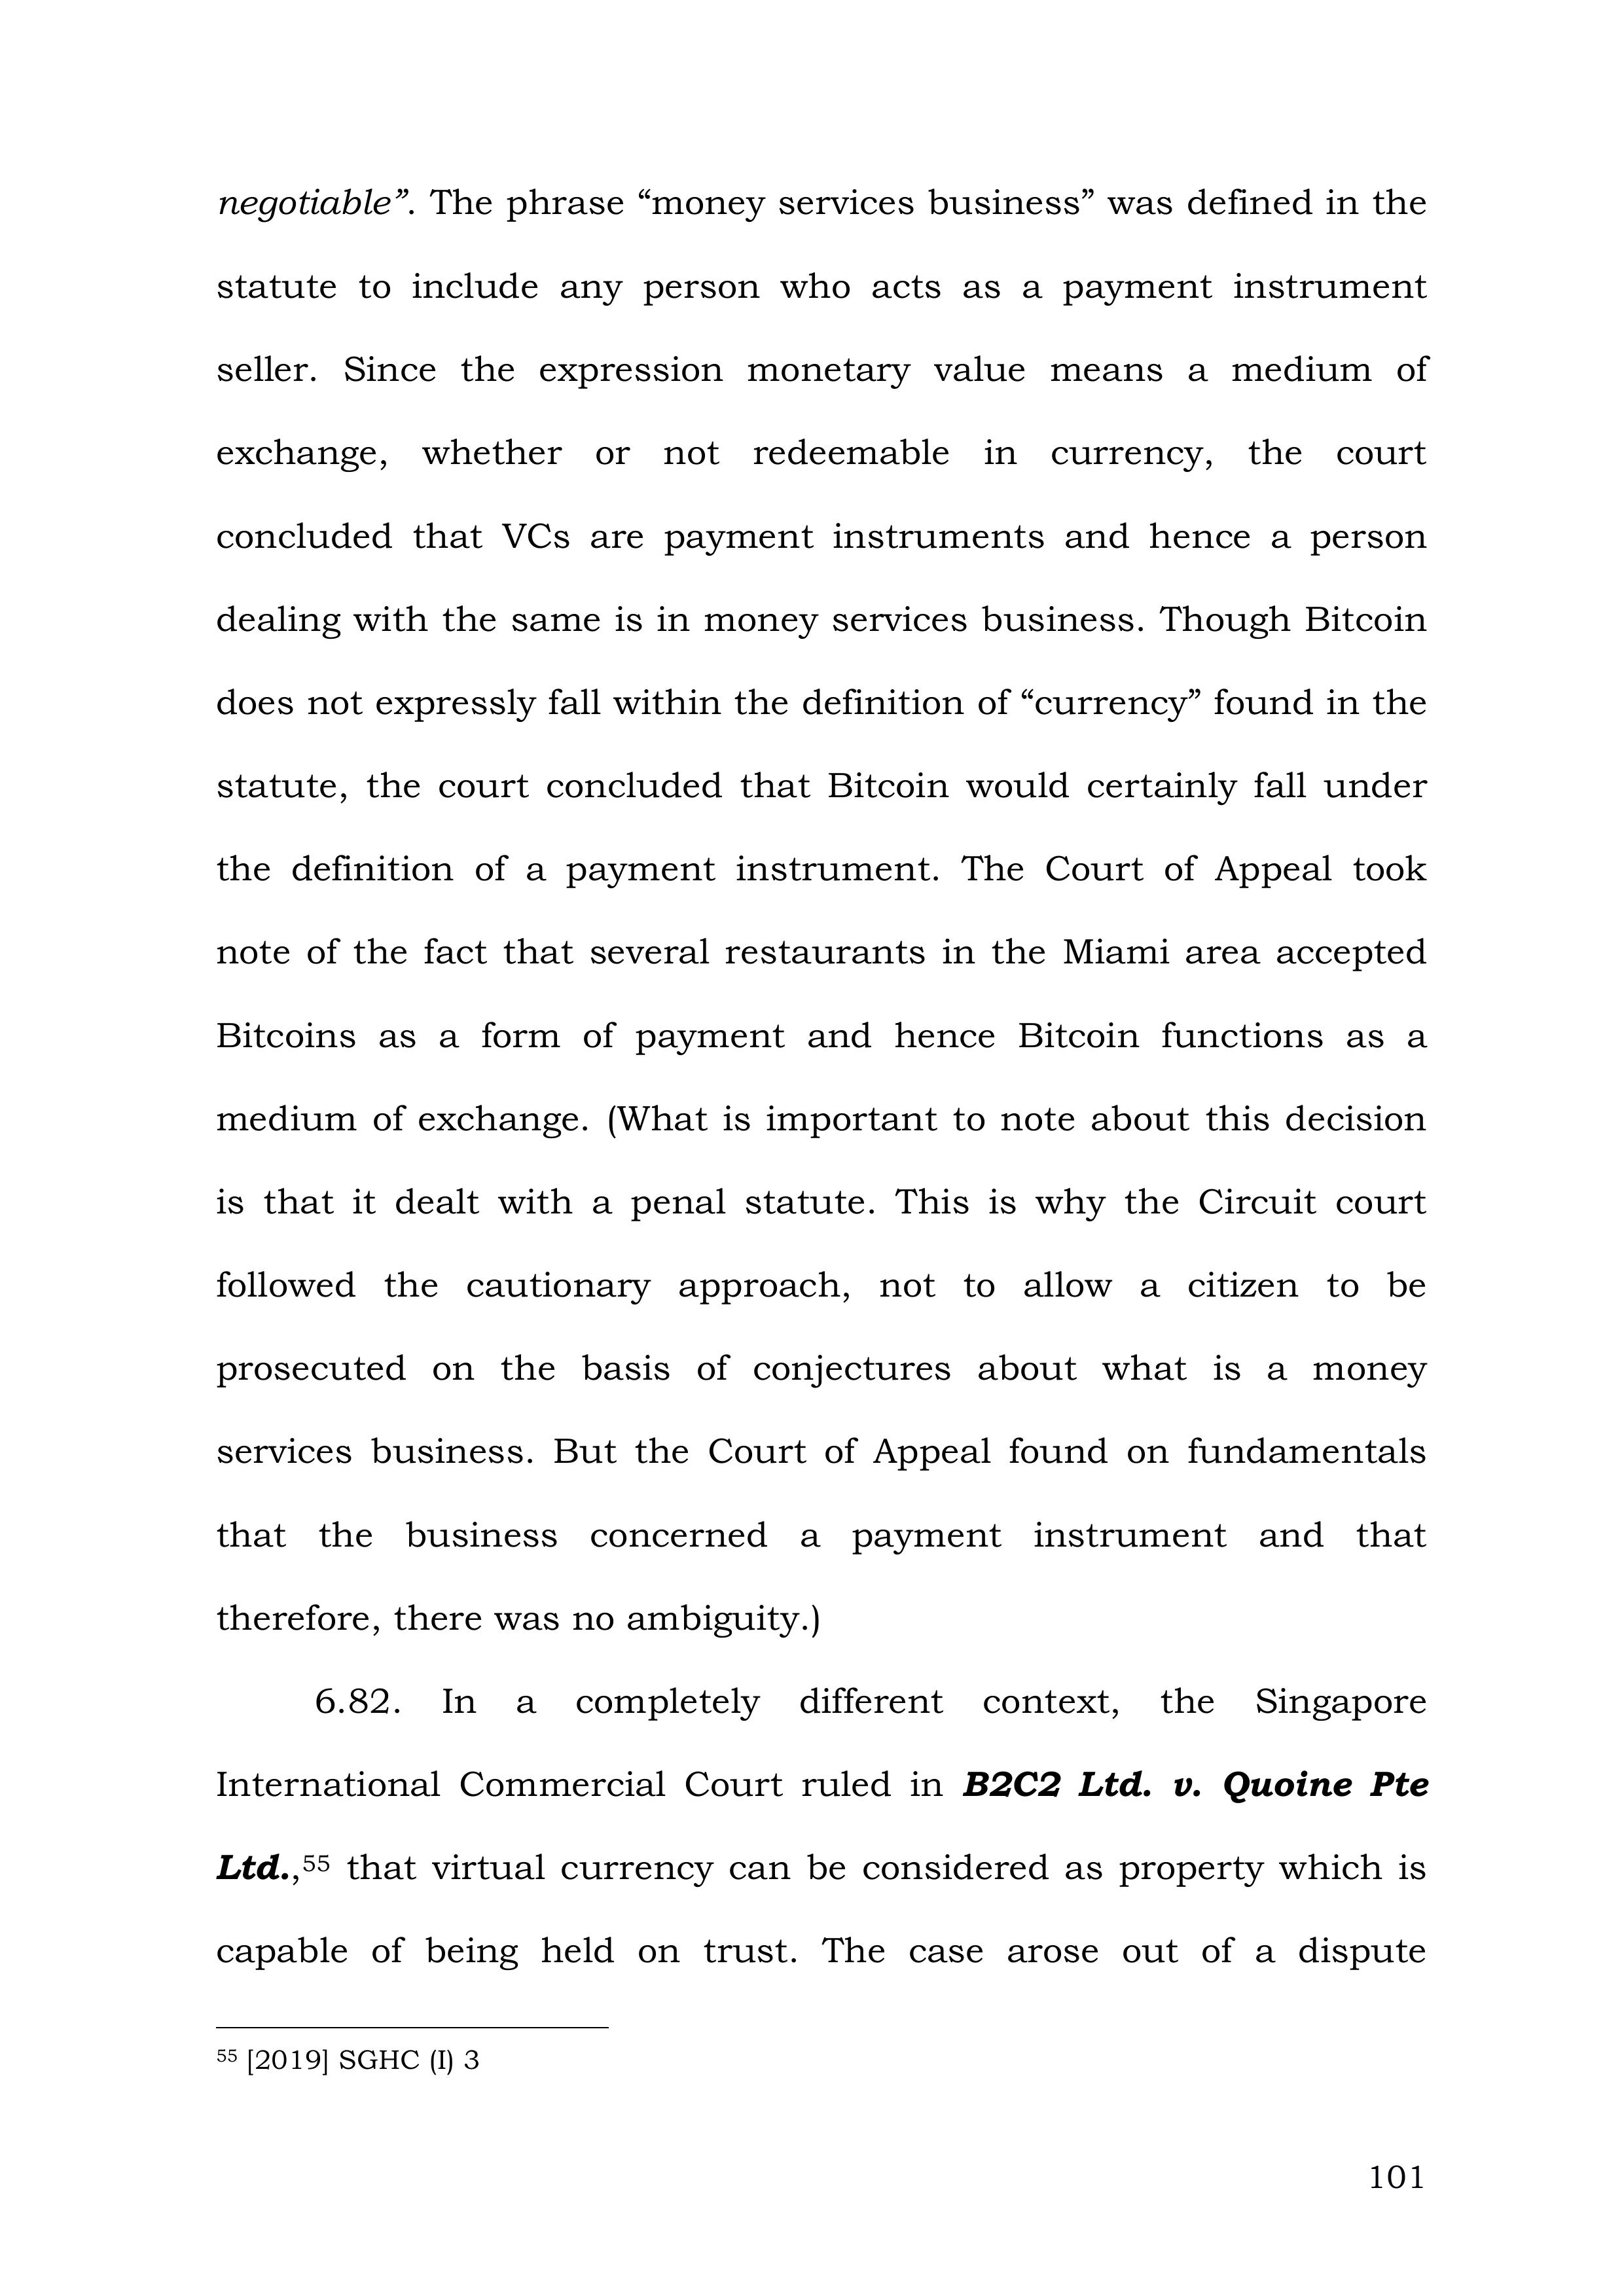 negotiable”. The phrase “money services business” was defined in the
statute to include any person who acts as a payment instrument
seller. Since the expression monetary value means a medium of
exchange, whether or not redeemable in currency, the court
concluded that VCs are payment instruments and hence a person
dealing with the same is in money services business. Though Bitcoin
does not expressly fall within the definition of “currency” found in the
statute, the court concluded that Bitcoin would certainly fall under
the definition of a payment instrument. The Court of Appeal took
note of the fact that several restaurants in the Miami area accepted
Bitcoins as a form of payment and hence Bitcoin functions as a
medium of exchange. (What is important to note about this decision
is that it dealt with a penal statute. This is why the Circuit court
followed the cautionary approach, not to allow a citizen to be
prosecuted on the basis of conjectures about what is a money
services business. But the Court of Appeal found on fundamentals
that the business concerned a payment instrument and that
therefore, there was no ambiguity.)
6.82. In a completely different context, the Singapore
International Commercial Court ruled in B2C2 Ltd. v. Quoine Pte
Ltd.,55 that virtual currency can be considered as property which is
capable of being held on trust. The case arose out of a dispute
55 [2019] SGHC (I) 3
101